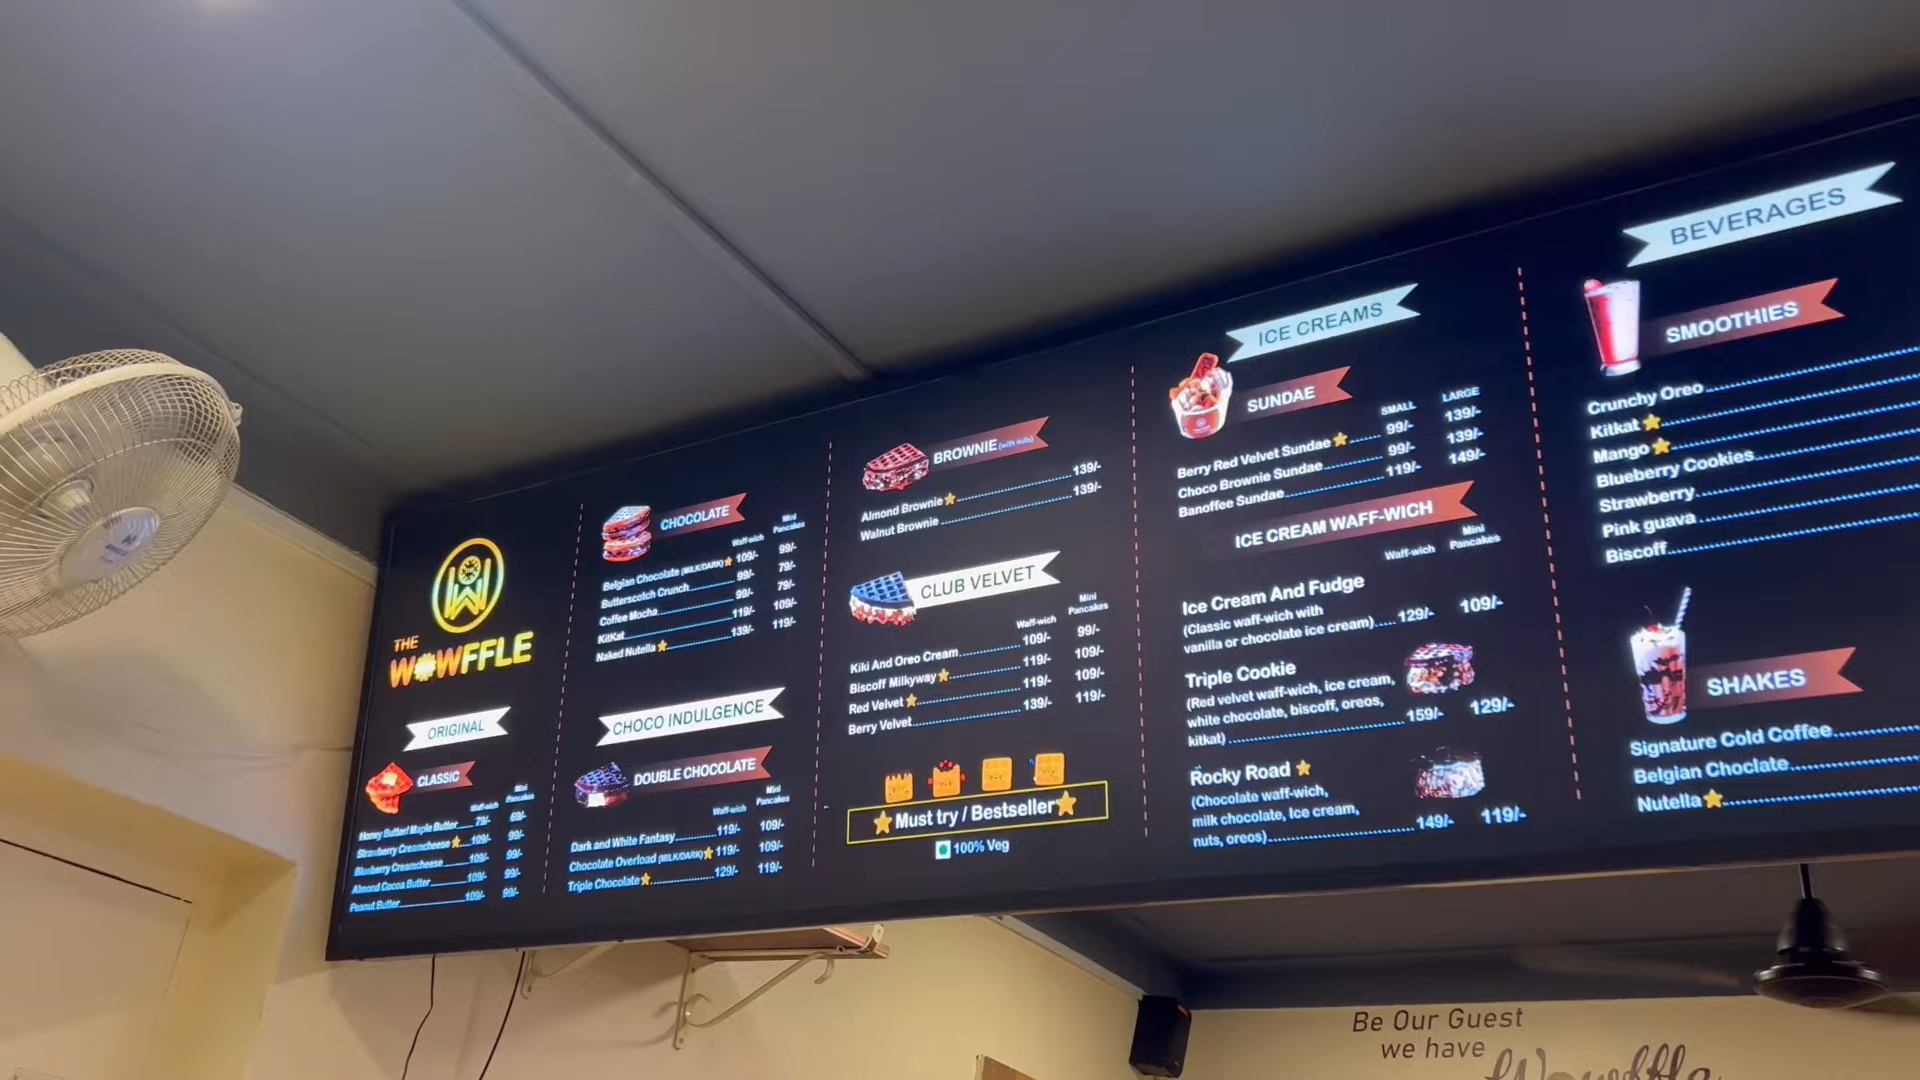 THE
WOWFFLE
ORIGINAL
CLASSIC
Waff-wich Mini Pancakes
Honey Butter/ Maple Butter 79/- 69/-
Strawberry Creamcheese 109/- 99/-
Blueberry Creamcheese 109/- 99/-
Almond Cocoa Butter 109/- 99/-
Peanut Butter 109/- 99/-
CHOCOLATE
Waff-wich Mini Pancakes
Belgian Chocolate (MILK/DARK) 109/- 99/-
Butterscotch Crunch 99/- 79/-
Coffee Mocha 99/- 79/-
KitKat 119/- 109/-
Naked Nutella 139/- 119/-
CHOCO INDULGENCE
DOUBLE CHOCOLATE
Waff-wich Mini Pancakes
Dark and White Fantasy 119/- 109/-
Chocolate Overload (MILK/DARK) 119/- 109/-
Triple Chocolate 129/- 119/-
BROWNIE (with nuts)
Almond Brownie 139/-
Walnut Brownie 139/-
CLUB VELVET
Waff-wich Mini Pancakes
Kiki And Oreo Cream 109/- 99/-
Biscoff Milkyway 119/- 109/-
Red Velvet 119/- 109/-
Berry Velvet 139/- 119/-
Must try / Bestseller
100% Veg
ICE CREAMS
SUNDAE
SMALL LARGE
Berry Red Velvet Sundae 99/- 139/-
Choco Brownie Sundae 99/- 139/-
Banoffee Sundae 119/- 149/-
ICE CREAM WAFF-WICH
Waff-wich Mini Pancakes
Ice Cream And Fudge
(Classic waff-wich with
vanilla or chocolate ice cream) 129/- 109/-
Triple Cookie
(Red velvet waff-wich, ice cream,
white chocolate, biscoff, oreos,
kitkat) 159/- 129/-
Rocky Road
(Chocolate waff-wich,
milk chocolate, Ice cream,
nuts, oreos) 149/- 119/-
BEVERAGES
SMOOTHIES
Crunchy Oreo
Kitkat
Mango
Blueberry Cookies
Strawberry
Pink guava
Biscoff
SHAKES
Signature Cold Coffee
Belgian Choclate
Nutella
Be Our Guest
we have